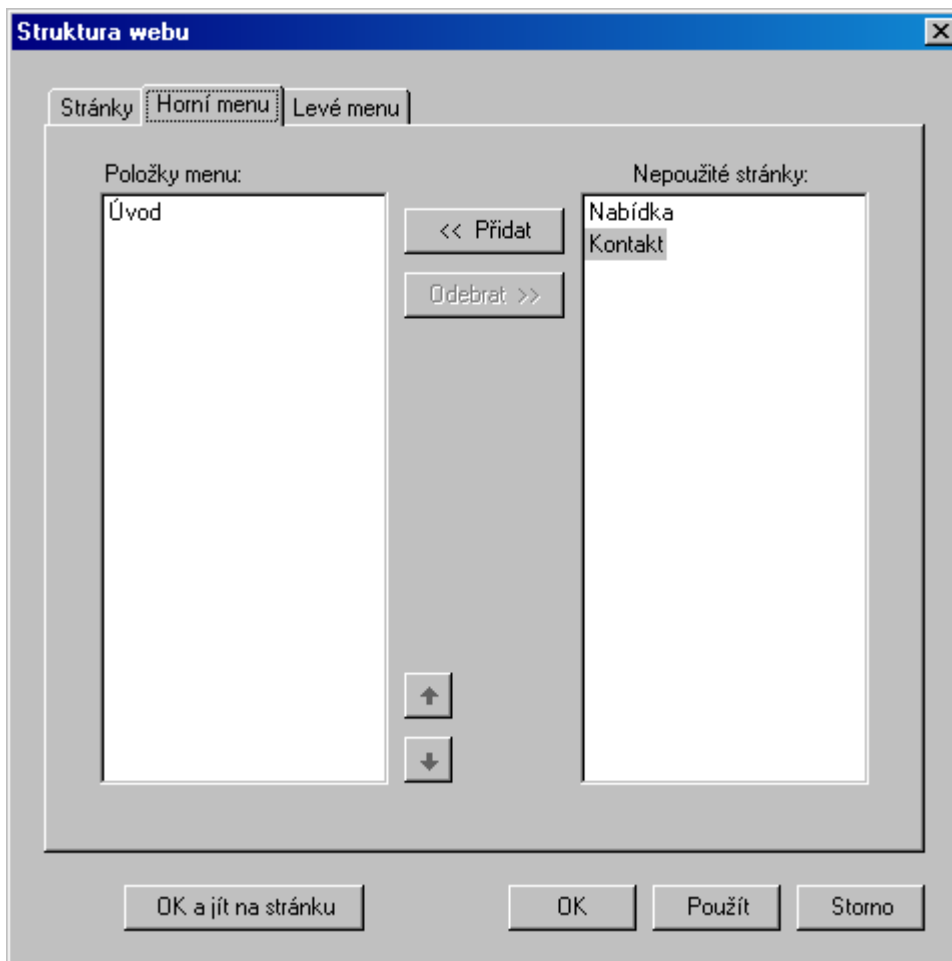 Struktura webu
Stránky Horní menu Levé menu
Položky menu: Nepoužité stránky:
Úvod Nabídka
<< Přidat
Kontakt
Odebrat >>
OK a jít na stránku OK Použít Storno